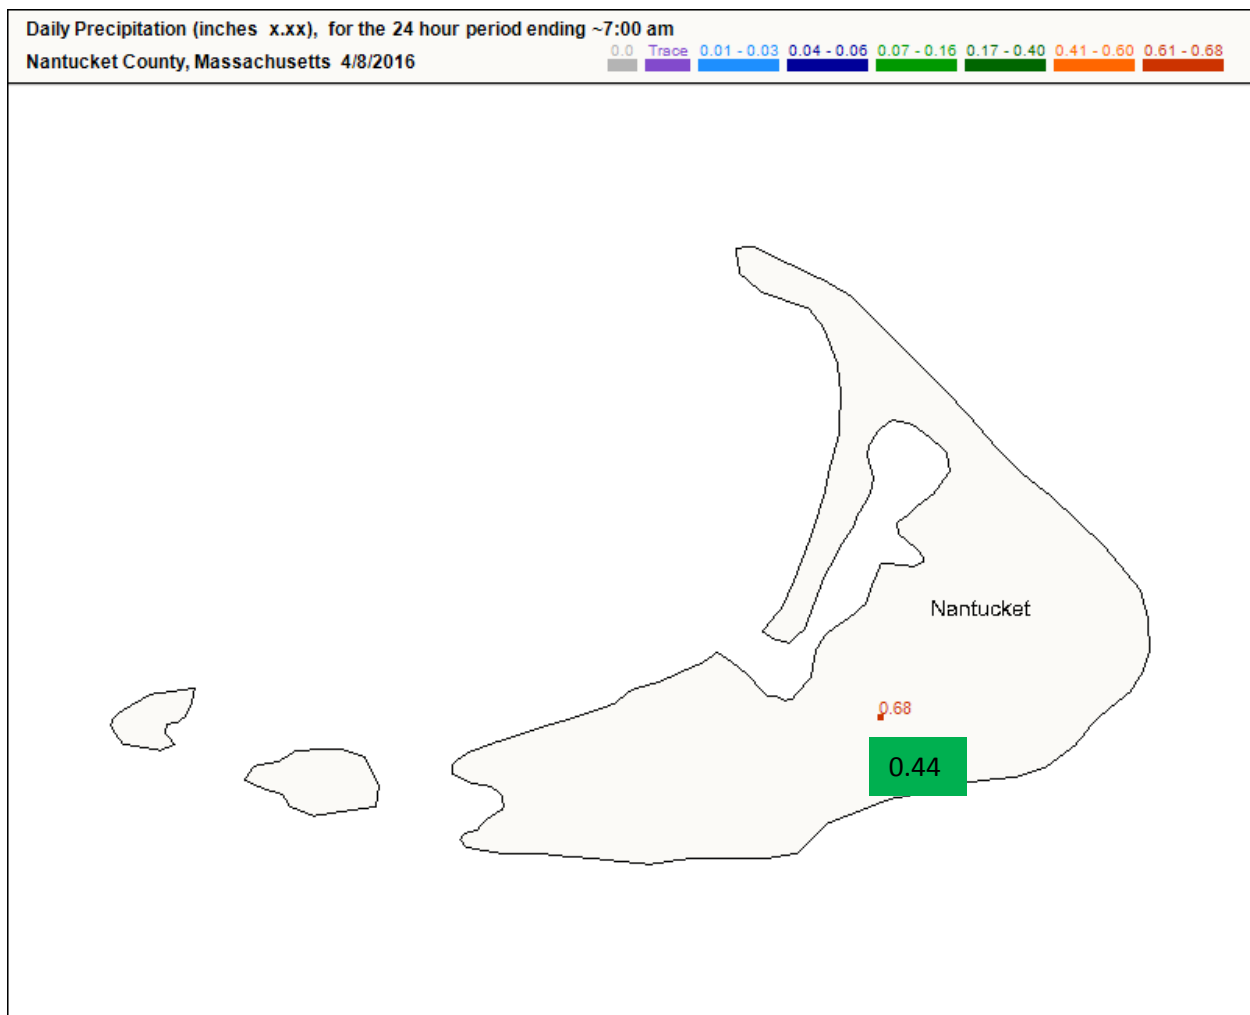 Daily Precipitation (inches  x.xx),  for the 24 hour period ending ~7:00 am
Nantucket County, Massachusetts  4/8/2016
0.0 Trace 0.01 - 0.03 0.04 - 0.06 0.07 - 0.16 0.17 - 0.40 0.41 - 0.60 0.61 - 0.68
Nantucket
0.68
0.44